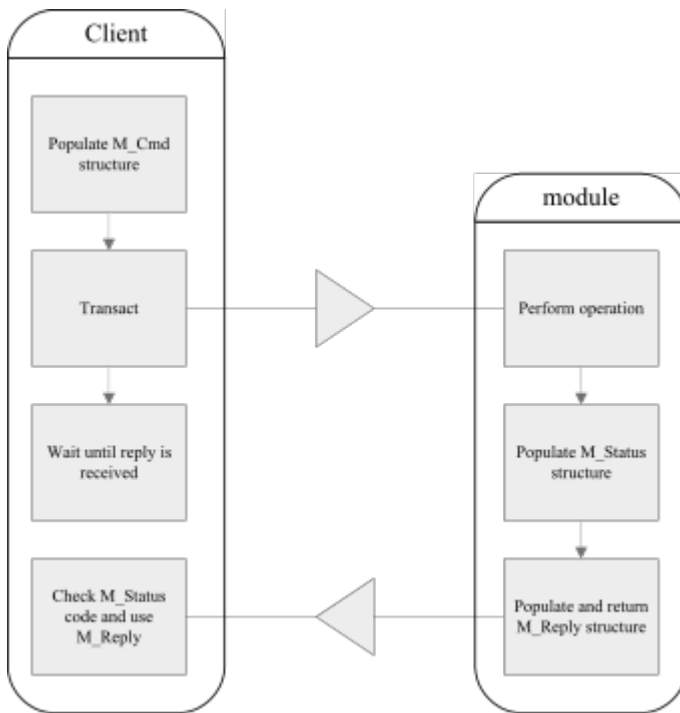 Client
Populate M_Cmd
structure
Transact
Wait until reply is
received
Check M_Status
code and use
M_Reply
module
Perform operation
Populate M_Status
structure
Populate and return
M_Reply structure